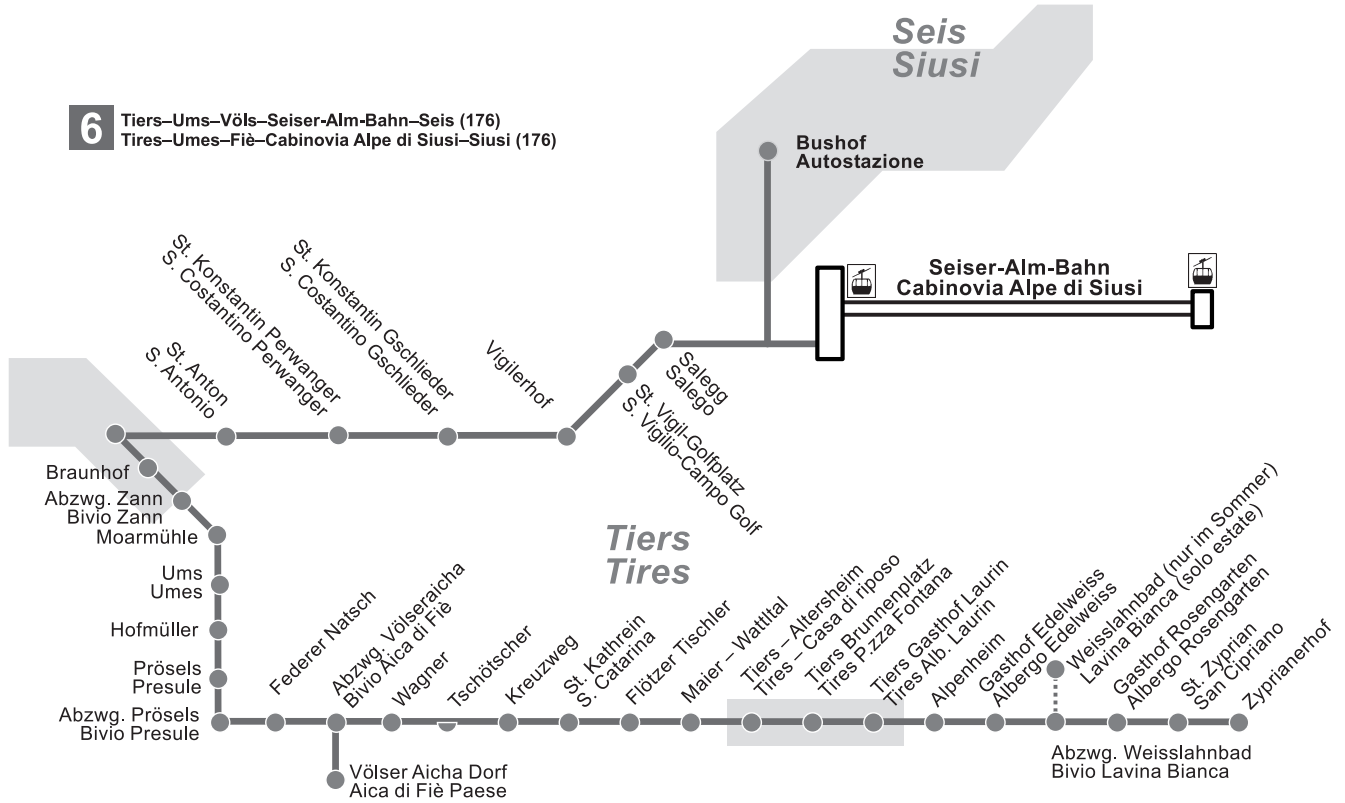 Seis
Siusi
6
Tiers–Ums–Völs–Seiser-Alm-Bahn–Seis (176)
Tires–Umes–Fiè–Cabinovia Alpe di Siusi–Siusi (176)
Bushof
Autostazione
Seiser-Alm-Bahn
Cabinovia Alpe di Siusi
St. Anton
S. Antonio
St. Konstantin Perwanger
S. Costantino Perwanger
St. Konstantin Gschlieder
S. Costantino Gschlieder
Vigilerhof
St. Vigil-Golfplatz
S. Vigilio-Campo Golf
Salegg
Salego
Braunhof
Abzwg. Zann
Bivio Zann
Moarmühle
Ums
Umes
Hofmüller
Prösels
Presule
Abzwg. Prösels
Bivio Presule
Tiers
Tires
Federer Natsch
Abzwg. Völseraicha
Bivio Aica di Fiè
Völser Aicha Dorf
Aica di Fiè Paese
Wagner
Tschötscher
Kreuzweg
St. Kathrein
S. Catarina
Flötzer Tischler
Maier – Wattltal
Tiers – Altersheim
Tires – Casa di riposo
Tiers Brunnenplatz
Tires P.zza Fontana
Tiers Gasthof Laurin
Tires Alb. Laurin
Alpenheim
Gasthof Edelweiss
Albergo Edelweiss
Weisslahnbad (nur im Sommer)
Lavina Bianca (solo estate)
Abzwg. Weisslahnbad
Bivio Lavina Bianca
Gasthof Rosengarten
Albergo Rosengarten
St. Zyprian
San Cipriano
Zyprianerhof